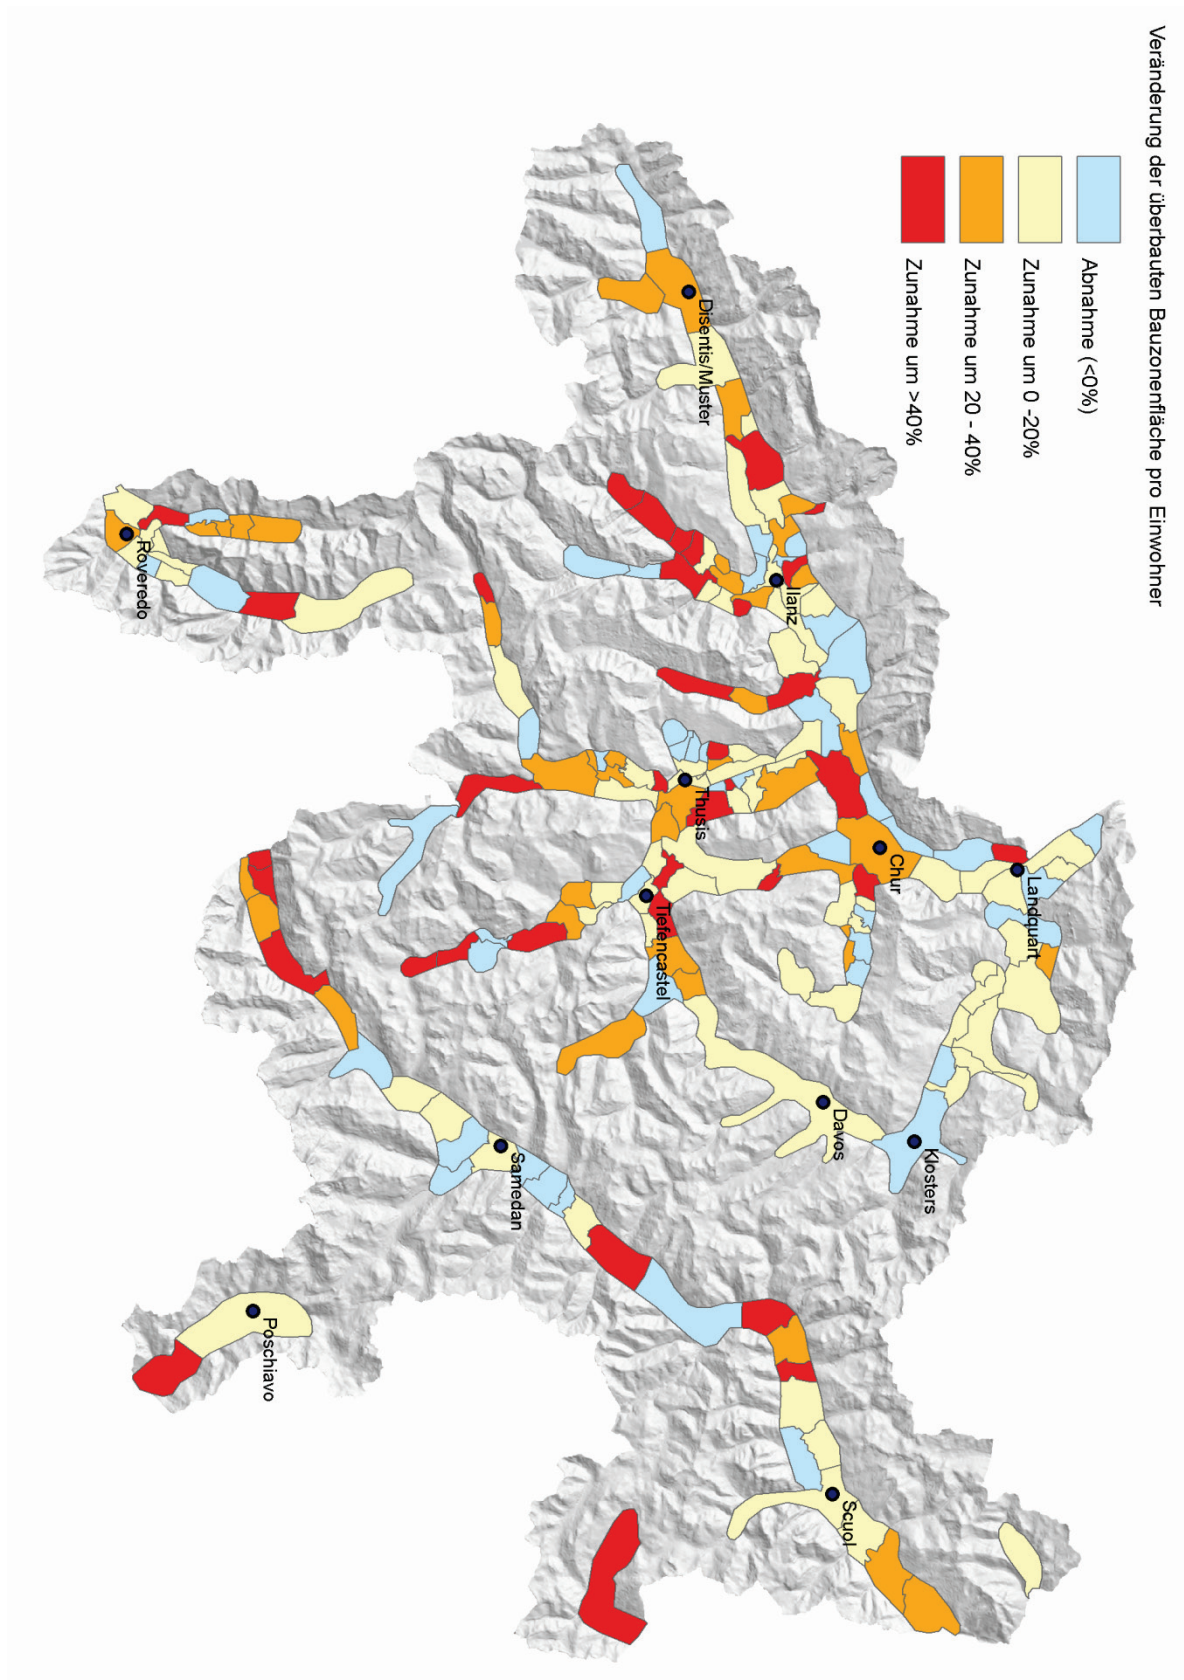 Veränderung der überbauten Bauzonenfläche pro Einwohner
Abnahme (<0%)
Zunahme um 0 -20%
Zunahme um 20 - 40%
Zunahme um >40%
Landquart
Klosters
Chur
Davos
Scuol
Ilanz
Disentis/Muster
Thusis
Tiefencastel
Samedan
Poschiavo
Roveredo